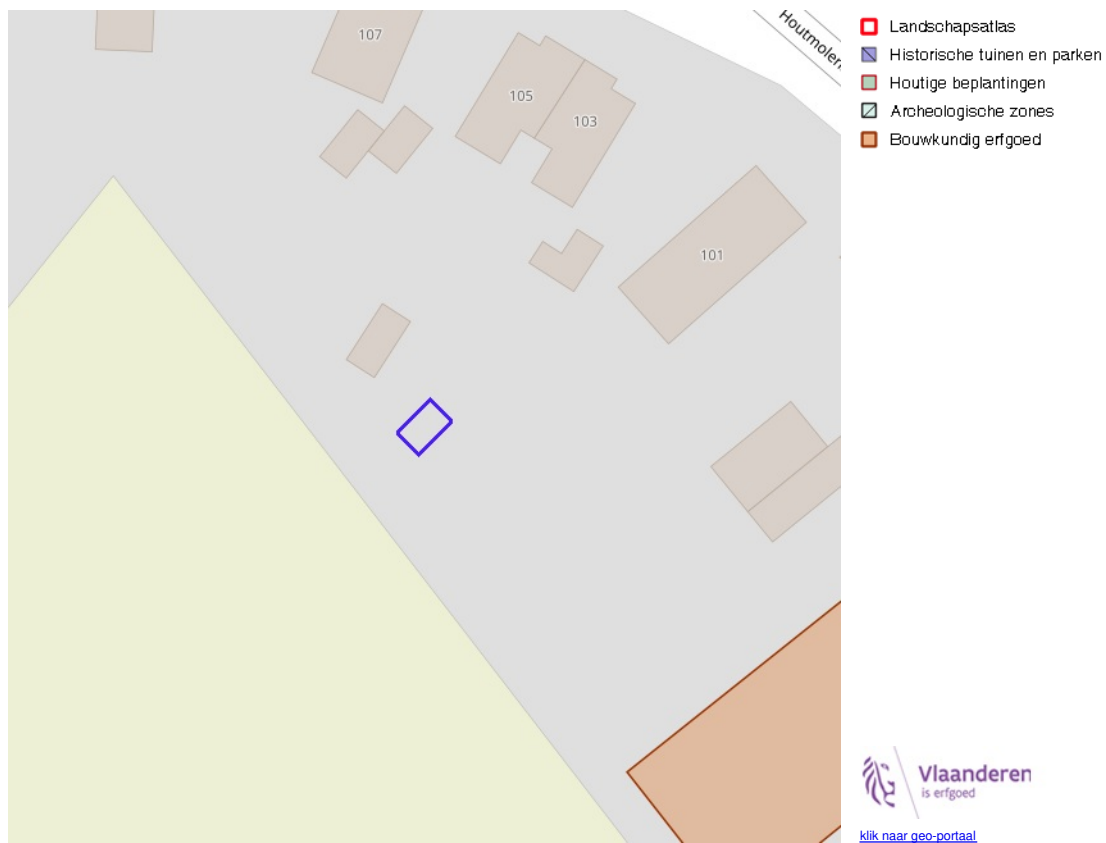 Houtmolen
107
105
103
101
Landschapsatlas
Historische tuinen en parken
Houtige beplantingen
Archeologische zones
Bouwkundig erfgoed
Vlaanderen
is erfgoed
klik naar geo-portaal